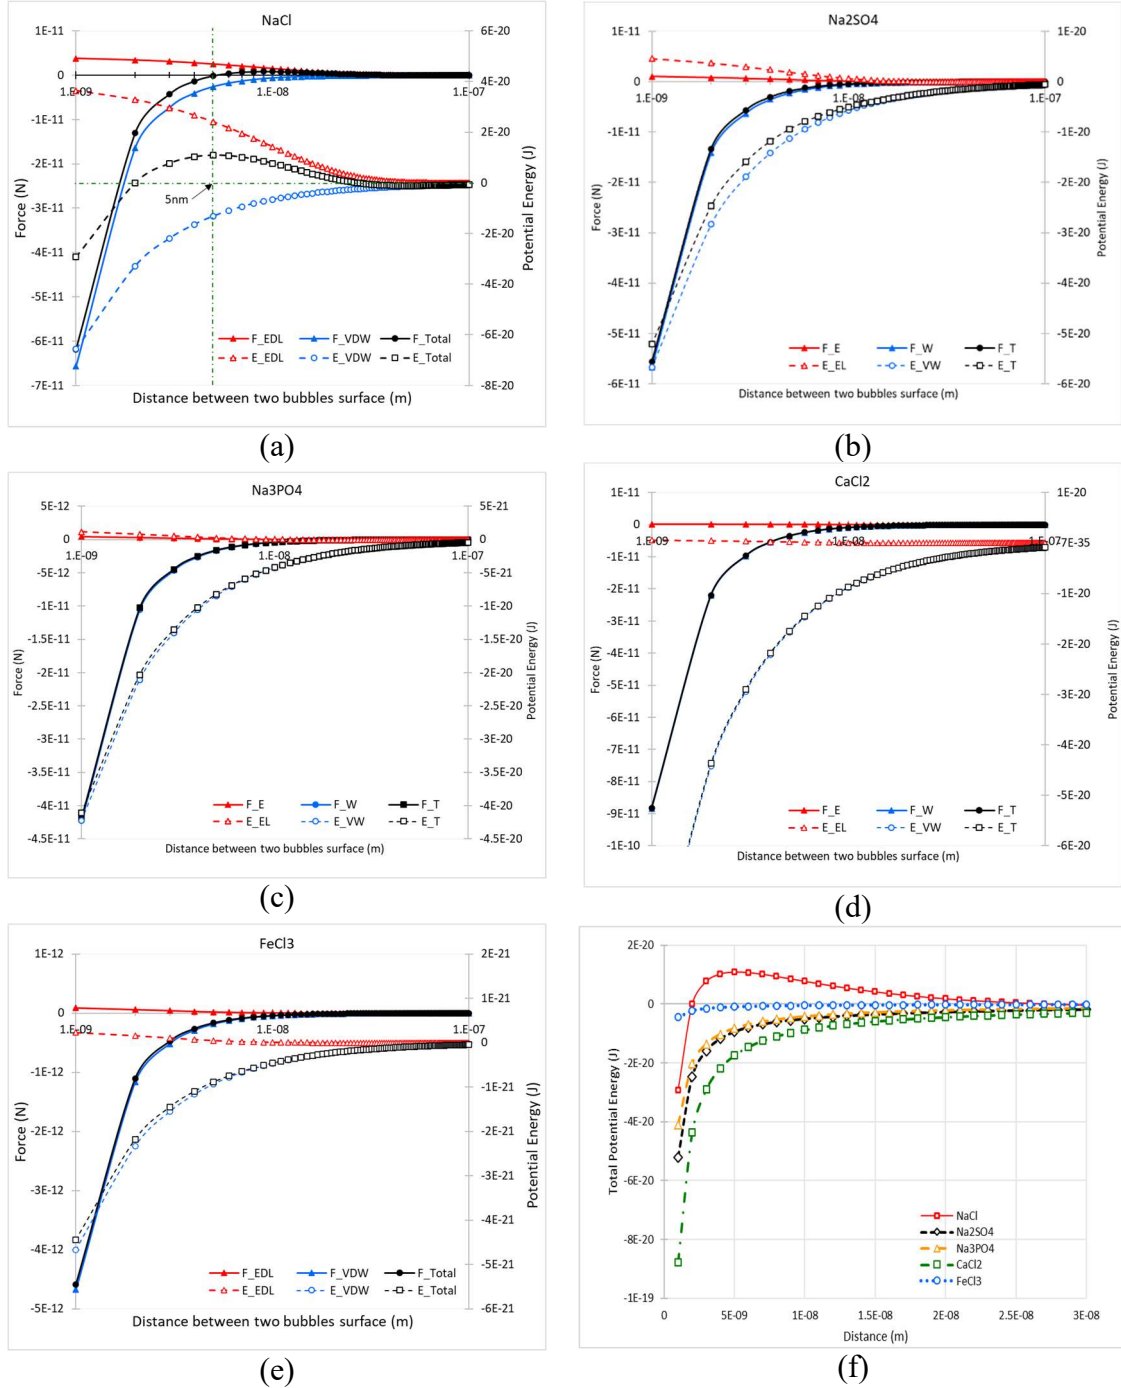 NaCl
1E-11
0
-1E-11
-2E-11
-3E-11
-4E-11
-5E-11
-6E-11
-7E-11
Force (N)
1.E-09
1.E-08
1.E-07
6E-20
4E-20
2E-20
0
-2E-20
-4E-20
-6E-20
-8E-20
Potential Energy (J)
5nm
F_EDL F_VDW F_Total
E_EDL E_VDW E_Total
Distance between two bubbles surface (m)
(a)
Na2SO4
1E-11
0
-1E-11
-2E-11
-3E-11
-4E-11
-5E-11
-6E-11
Force (N)
1.E-09
1.E-08
1.E-07
1E-20
0
-1E-20
-2E-20
-3E-20
-4E-20
-5E-20
-6E-20
Potential Energy (J)
F_E F_W F_T
E_EL E_VW E_T
Distance between two bubbles surface (m)
(b)
Na3PO4
5E-12
0
-5E-12
-1E-11
-1.5E-11
-2E-11
-2.5E-11
-3E-11
-3.5E-11
-4E-11
-4.5E-11
Force (N)
1.E-09
1.E-08
1.E-07
5E-21
0
-5E-21
-1E-20
-1.5E-20
-2E-20
-2.5E-20
-3E-20
-3.5E-20
-4E-20
-4.5E-20
Potential Energy (J)
F_E F_W F_T
E_EL E_VW E_T
Distance between two bubbles surface (m)
(c)
CaCl2
1E-11
0
-1E-11
-2E-11
-3E-11
-4E-11
-5E-11
-6E-11
-7E-11
-8E-11
-9E-11
-1E-10
Force (N)
1.E-09
1.E-08
1.E-07
1E-20
7E-35
-1E-20
-2E-20
-3E-20
-4E-20
-5E-20
-6E-20
Potential Energy (J)
F_E F_W F_T
E_EL E_VW E_T
Distance between two bubbles surface (m)
(d)
FeCl3
1E-12
0
-1E-12
-2E-12
-3E-12
-4E-12
-5E-12
Force (N)
1.E-09
1.E-08
1.E-07
2E-21
1E-21
0
-1E-21
-2E-21
-3E-21
-4E-21
-5E-21
-6E-21
Potential Energy (J)
F_EDL F_VDW F_Total
E_EDL E_VDW E_Total
Distance between two bubbles surface (m)
(e)
2E-20
0
-2E-20
-4E-20
-6E-20
-8E-20
-1E-19
Total Potential Energy (J)
NaCl
Na2SO4
Na3PO4
CaCl2
FeCl3
0 5E-09 1E-08 1.5E-08 2E-08 2.5E-08 3E-08
Distance (m)
(f)